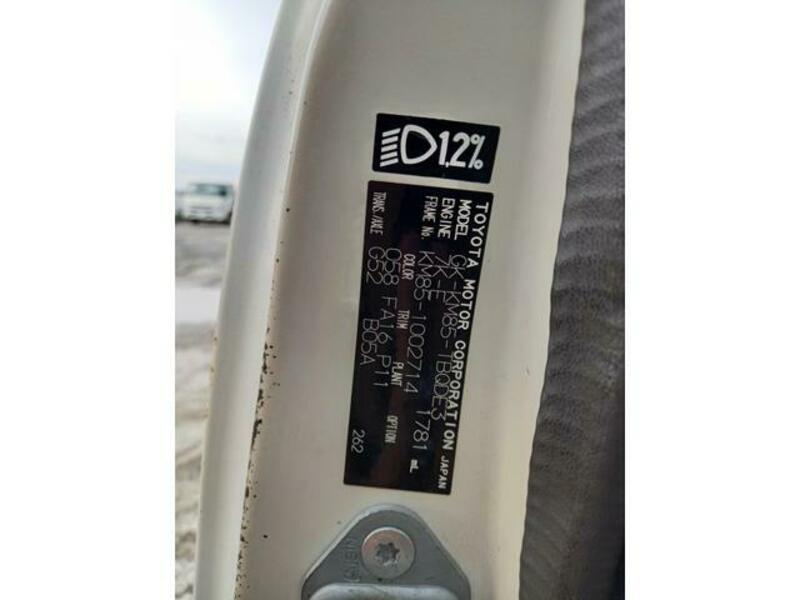 1,2%
TOYOTA MOTOR CORPORATION JAPAN
MODEL GK-KM85-TBQDE3
ENGINE 7K-E 1781 mL
FRAME No. KM85-1002714
COLOR TRIM PLANT OPTION
058 FA16 P11
TRANS./AXLE G52 B05A
262